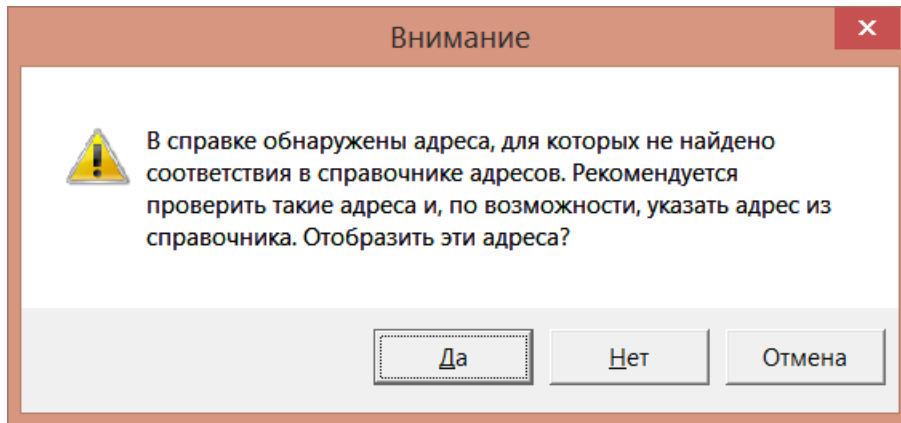 Внимание
В справке обнаружены адреса, для которых не найдено
соответствия в справочнике адресов. Рекомендуется
проверить такие адреса и, по возможности, указать адрес из
справочника. Отобразить эти адреса?
Да Нет Отмена